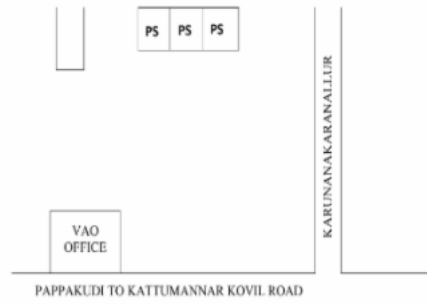 PS PS PS
KARUNANAKARANALLUR
VAO
OFFICE
PAPPAKUDI TO KATTUMANNAR KOVIL ROAD